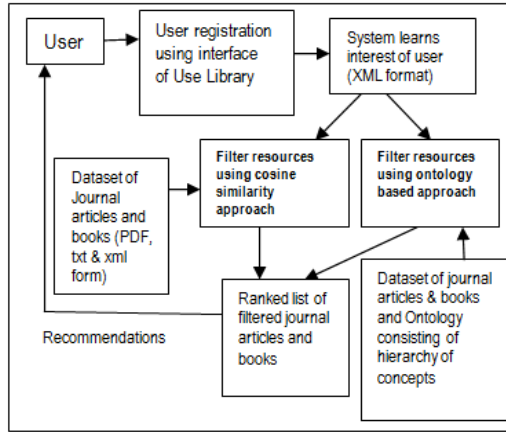 User
User registration
using interface
of Use Library
System learns
interest of user
(XML format)
Filter resources
using cosine
similarity
approach
Filter resources
using ontology
based approach
Dataset of
Journal
articles and
books (PDF,
txt & xml
form)
Ranked list of
filtered journal
articles and
books
Dataset of journal
articles & books
and Ontology
consisting of
hierarchy of
concepts
Recommendations